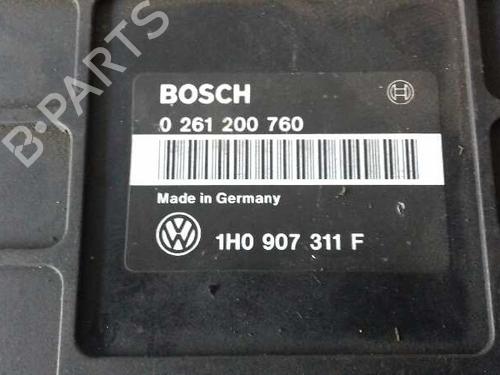 B-PARTS
BOSCH
0 261 200 760
Made in Germany
1H0 907 311 F